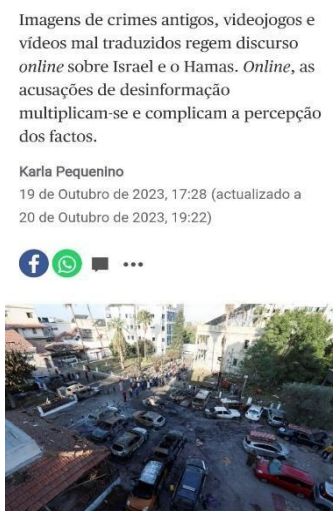 Imagens de crimes antigos, videojogos e
vídeos mal traduzidos regem discurso
online sobre Israel e o Hamas. Online, as
acusações de desinformação
multiplicam-se e complicam a percepção
dos factos.
Karla Pequenino
19 de Outubro de 2023, 17:28 (actualizado a
20 de Outubro de 2023, 19:22)